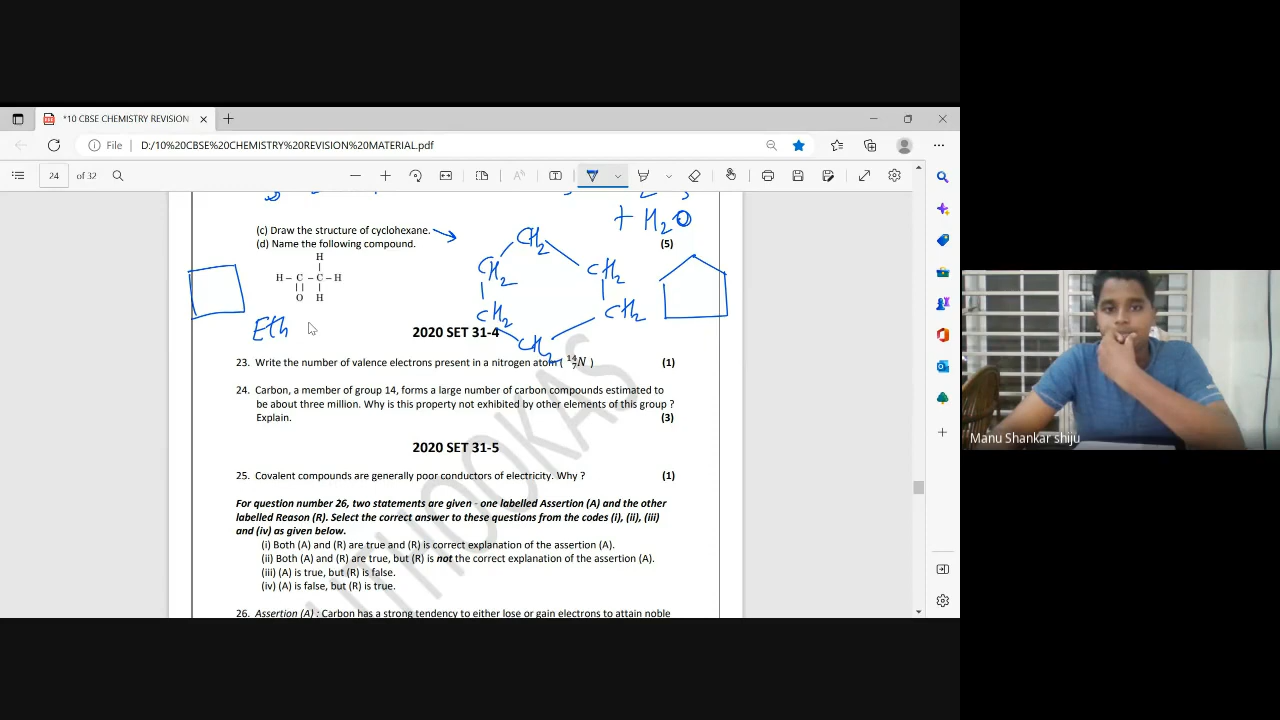 *10 CBSE CHEMISTRY REVISION
File D:/10%20CBSE%20CHEMISTRY%20REVISION%20MATERIAL.pdf
24 of 32
+ H2O
(c) Draw the structure of cyclohexane.
(d) Name the following compound. (5)
H
H – C – C – H
O H
CH2
CH2 CH2
CH2 CH2
CH2
Eth
2020 SET 31-4
23. Write the number of valence electrons present in a nitrogen atom ( 14 7 N ) (1)
24. Carbon, a member of group 14, forms a large number of carbon compounds estimated to
be about three million. Why is this property not exhibited by other elements of this group ?
Explain. (3)
2020 SET 31-5
25. Covalent compounds are generally poor conductors of electricity. Why ? (1)
For question number 26, two statements are given - one labelled Assertion (A) and the other
labelled Reason (R). Select the correct answer to these questions from the codes (i), (ii), (iii)
and (iv) as given below.
(i) Both (A) and (R) are true and (R) is correct explanation of the assertion (A).
(ii) Both (A) and (R) are true, but (R) is not the correct explanation of the assertion (A).
(iii) (A) is true, but (R) is false.
(iv) (A) is false, but (R) is true.
26. Assertion (A) : Carbon has a strong tendency to either lose or gain electrons to attain noble
Manu Shankar shiju